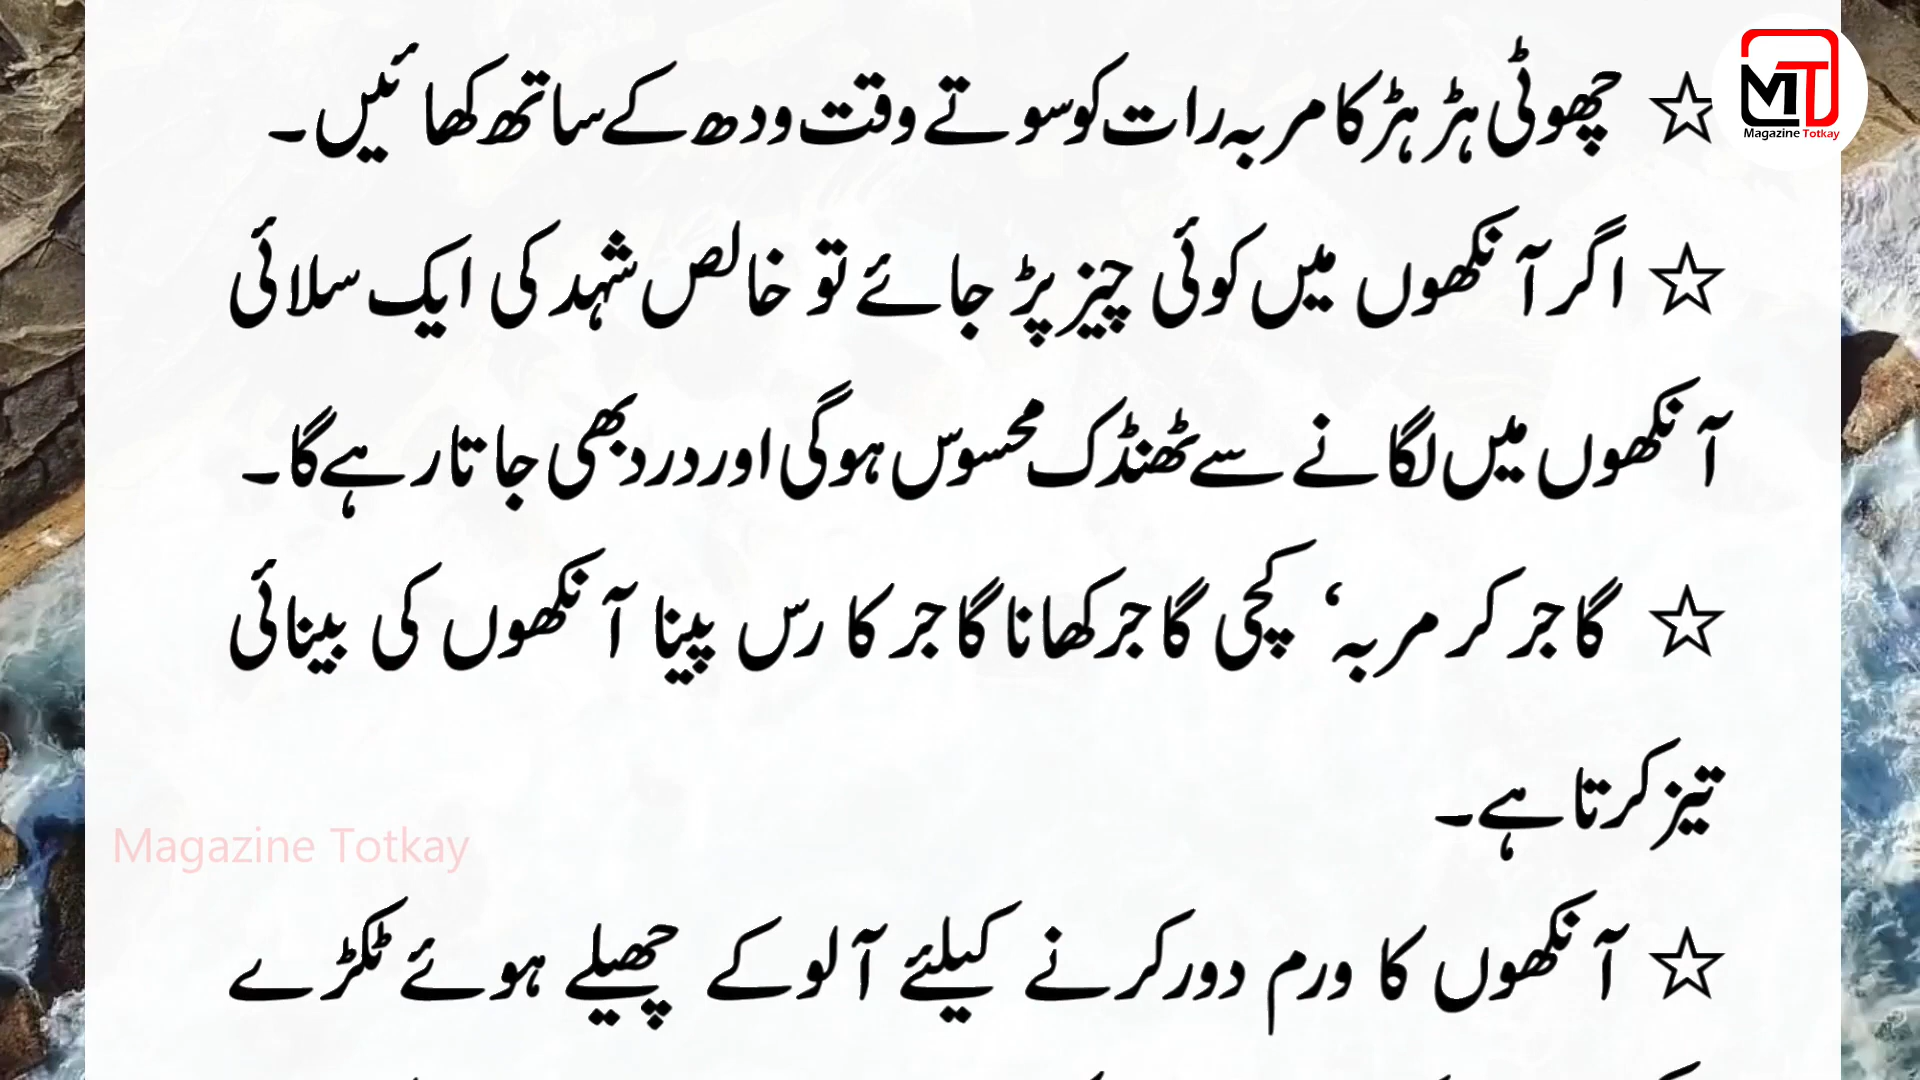 ☆ چھوٹی ہڑ ہڑ کا مربہ رات کو سوتے وقت ودھ کے ساتھ کھائیں۔
☆ اگر آنکھوں میں کوئی چیز پڑ جائے تو خالص شہد کی ایک سلائی
آنکھوں میں لگانے سے ٹھنڈک محسوس ہوگی اور درد بھی جاتا رہے گا۔
☆ گاجر کر مربہ‘ کچی گاجر کھانا گاجر کا رس پینا آنکھوں کی بینائی
تیز کرتا ہے۔
☆ آنکھوں کا ورم دور کرنے کیلئے آلو کے چھیلے ہوئے ٹکڑے
MT
Magazine Totkay
Magazine Totkay